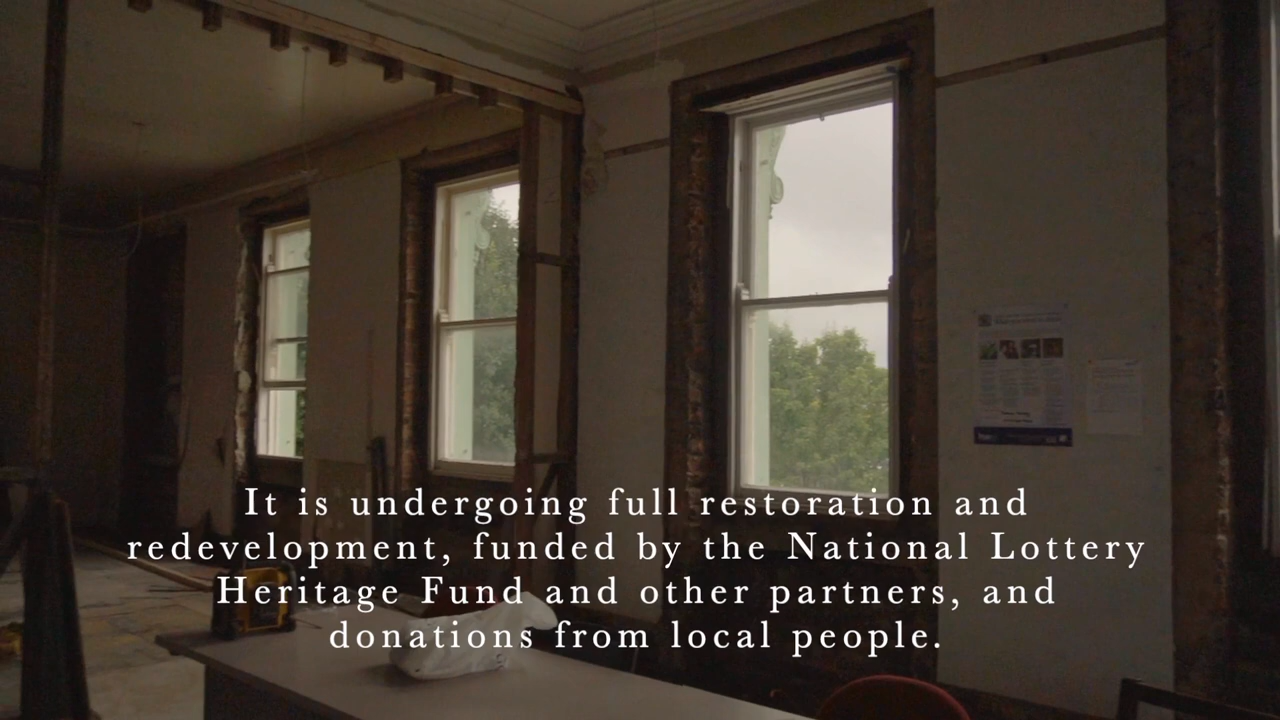 It is undergoing full restoration and
redevelopment, funded by the National Lottery
Heritage Fund and other partners, and
donations from local people.